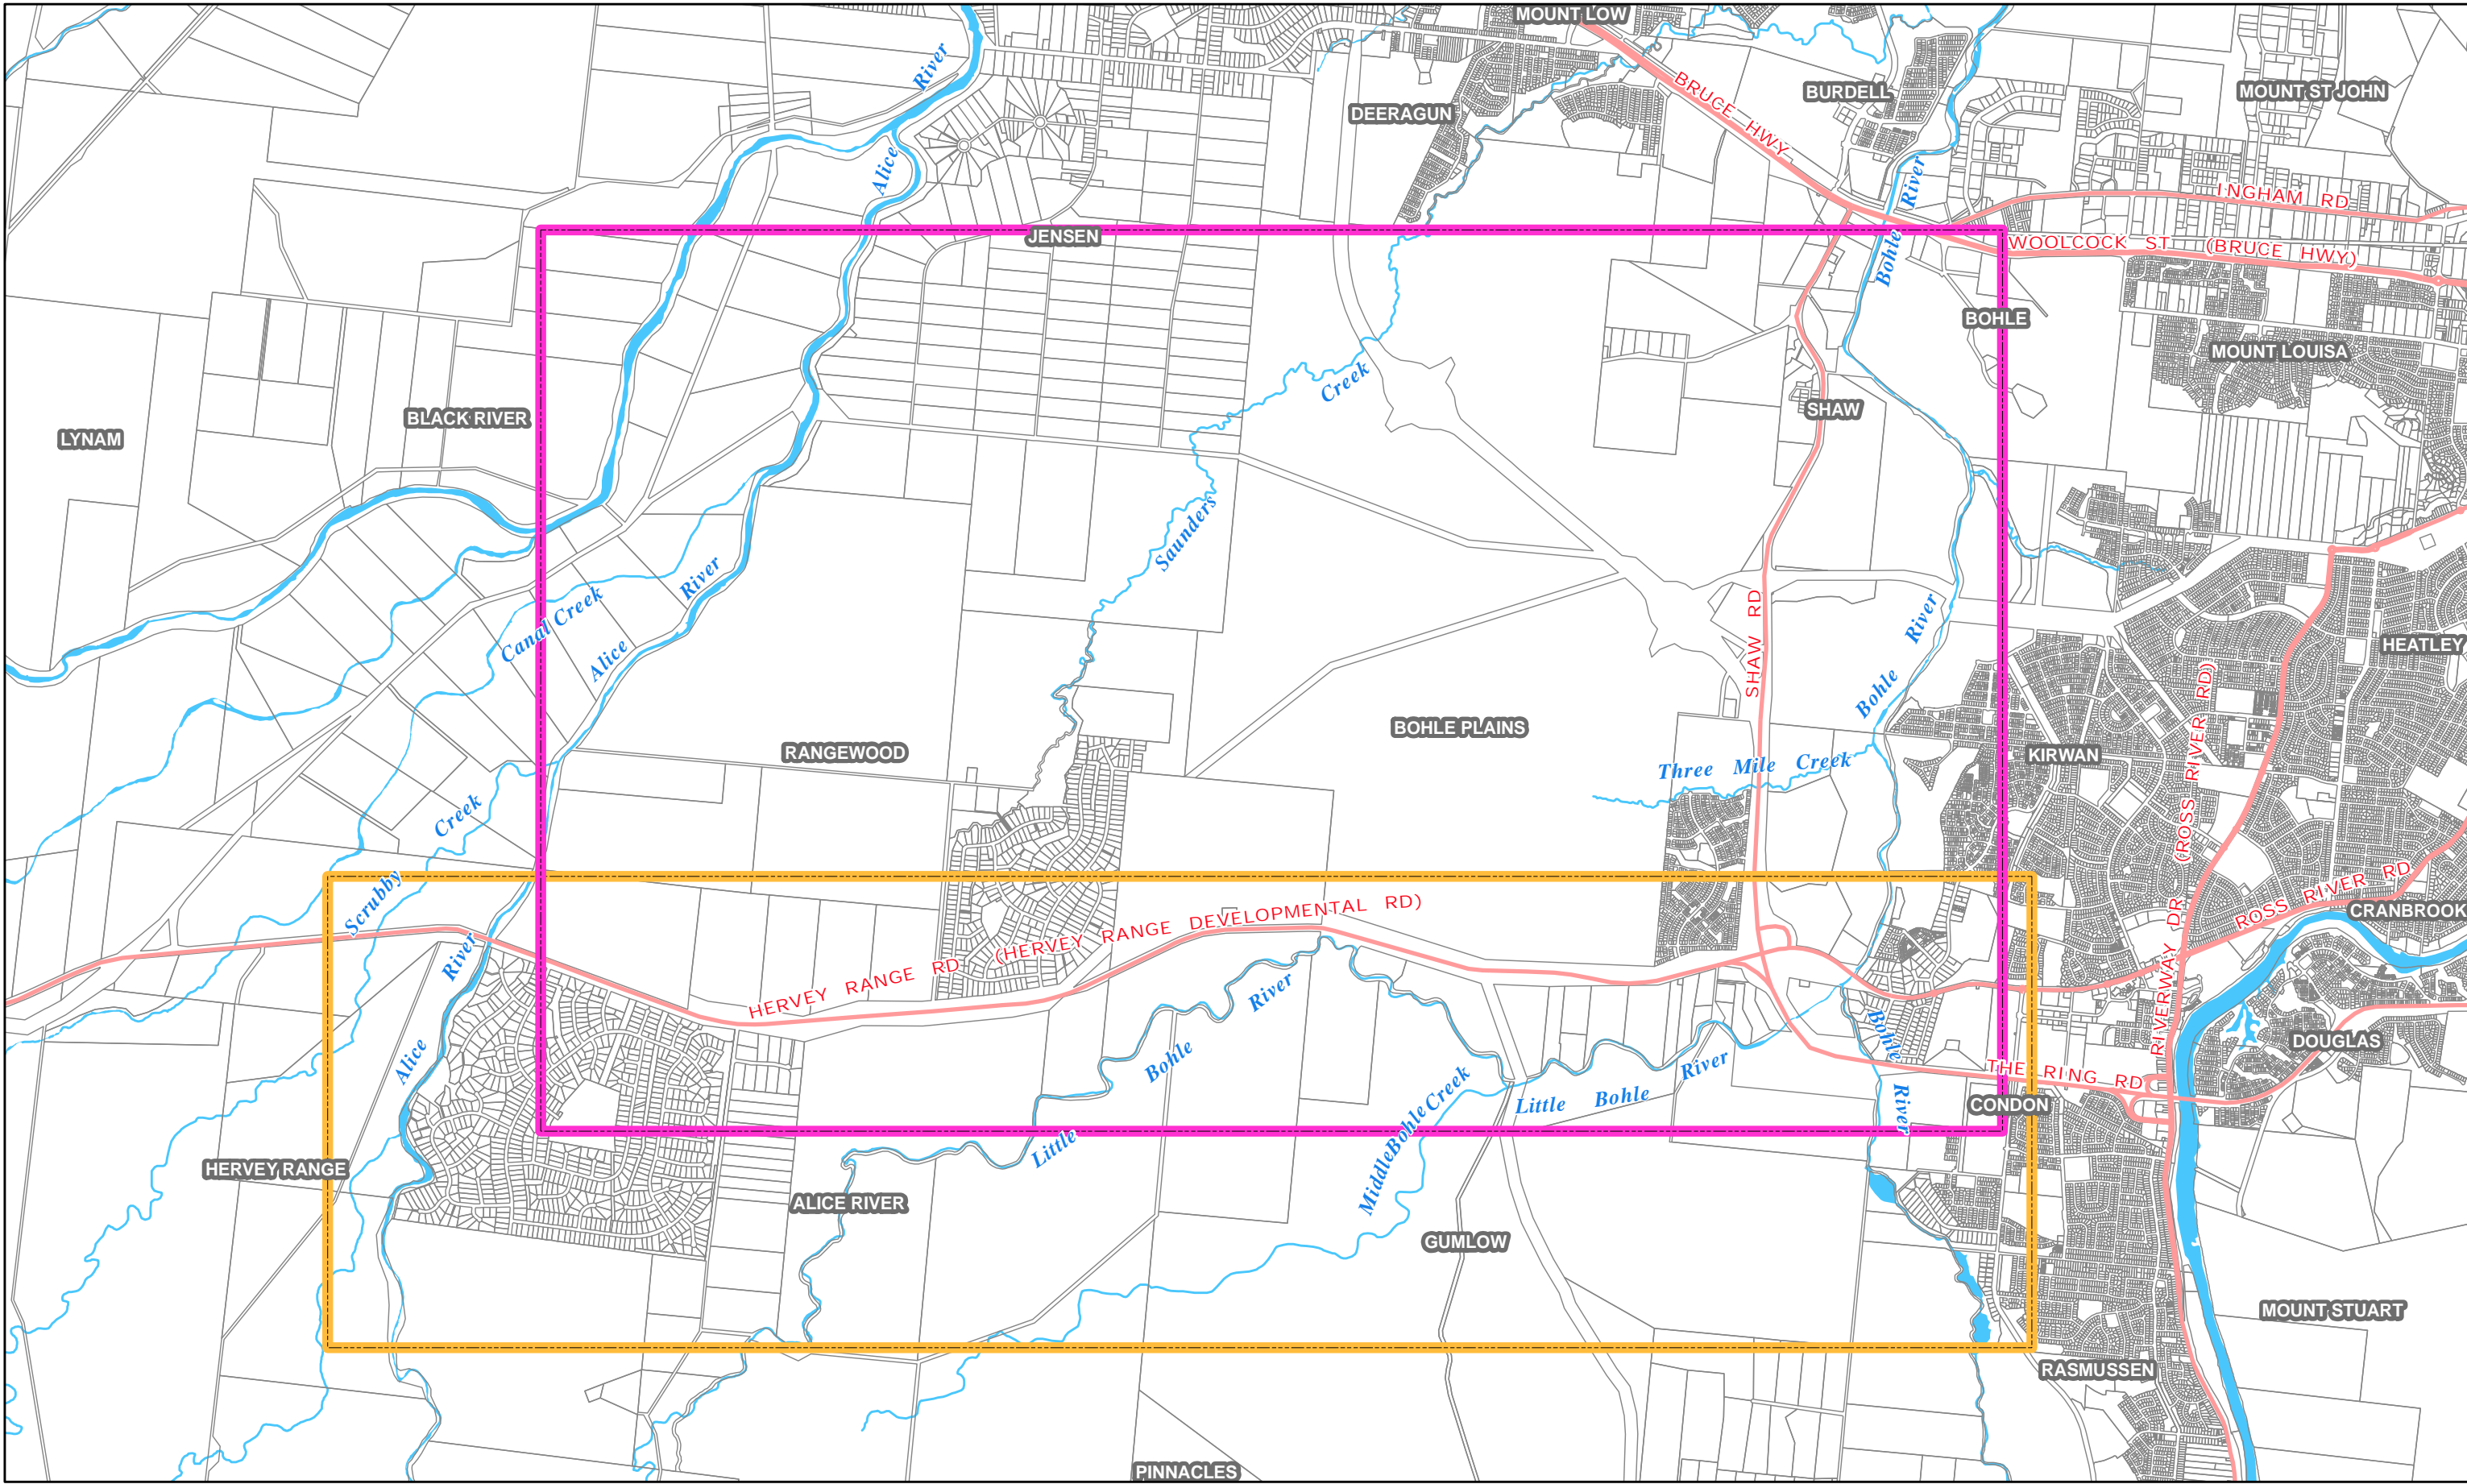 MOUNT LOW
River
BRUCE HWY
BURDELL
MOUNT ST JOHN
DEERAGUN
Alice
River
INGHAM RD
JENSEN
Bohle
WOOLCOCK ST (BRUCE HWY)
BOHLE
MOUNT LOUISA
Creek
SHAW
BLACK RIVER
LYNAM
Saunders
River
Canal Creek
SHAW RD
River
Alice
HEATLEY
Bohle
RIVERWAY DR (ROSS RIVER RD)
BOHLE PLAINS
RANGEWOOD
KIRWAN
Three Mile Creek
Creek
Scrubby
ROSS RIVER RD
CRANBROOK
HERVEY RANGE RD (HERVEY RANGE DEVELOPMENTAL RD)
River
River
Bohle
DOUGLAS
Alice
Bohle
River
THE RING RD
Little Bohle
River
CONDON
Middle Bohle Creek
Little
HERVEY RANGE
ALICE RIVER
GUMLOW
MOUNT STUART
RASMUSSEN
PINNACLES